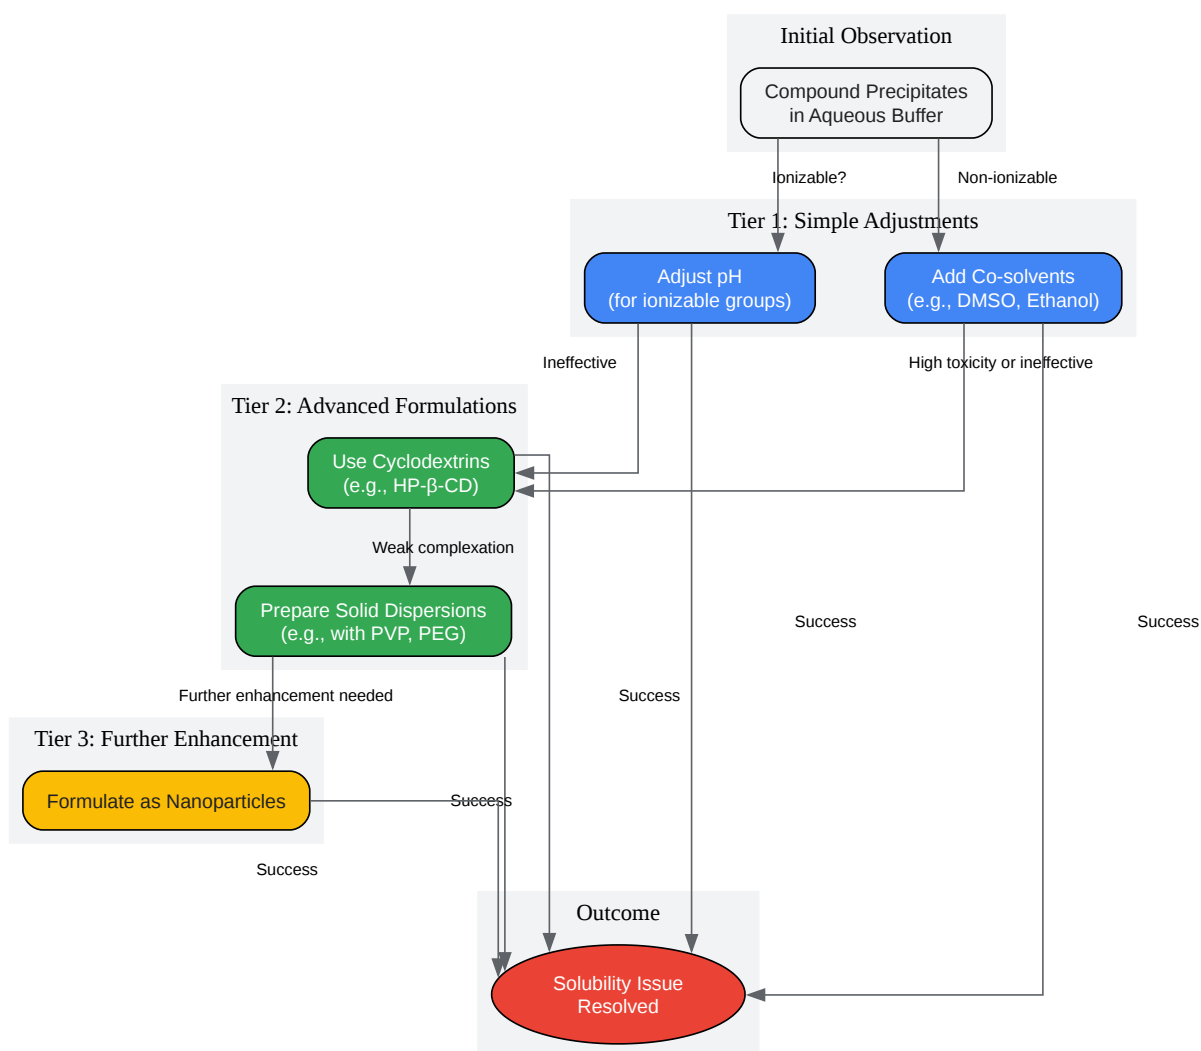 Initial Observation
Compound Precipitates
in Aqueous Buffer
Ionizable?
Non-ionizable
Tier 1: Simple Adjustments
Adjust pH
(for ionizable groups)
Add Co-solvents
(e.g., DMSO, Ethanol)
Ineffective
High toxicity or ineffective
Tier 2: Advanced Formulations
Use Cyclodextrins
(e.g., HP-β-CD)
Weak complexation
Prepare Solid Dispersions
(e.g., with PVP, PEG)
Success
Success
Further enhancement needed
Success
Tier 3: Further Enhancement
Formulate as Nanoparticles
Success
Success
Outcome
Solubility Issue
Resolved